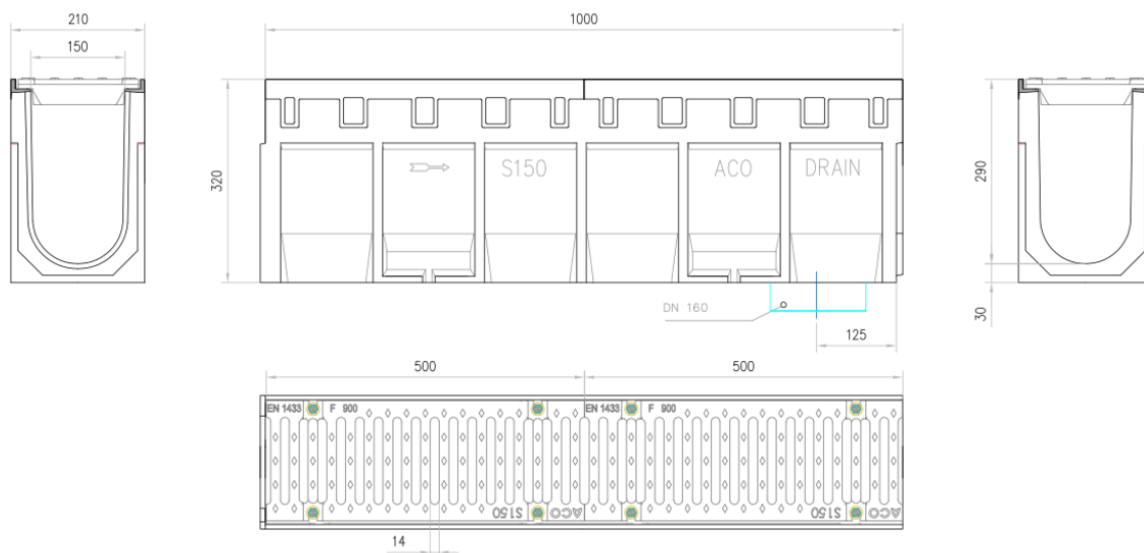 210
150
1000
320
S150
ACO
DRAIN
290
30
DN 160
125
500
500
EN 1433
F 900
EN 1433
F 900
S150
ACO
S150
ACO
14